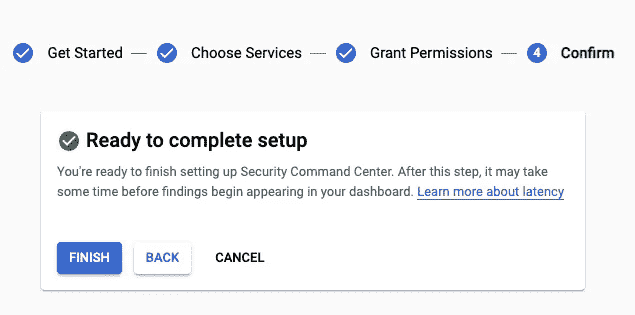 Get Started Choose Services Grant Permissions 4 Confirm
Ready to complete setup
You're ready to finish setting up Security Command Center. After this step, it may take
some time before findings begin appearing in your dashboard. Learn more about latency
FINISH BACK CANCEL